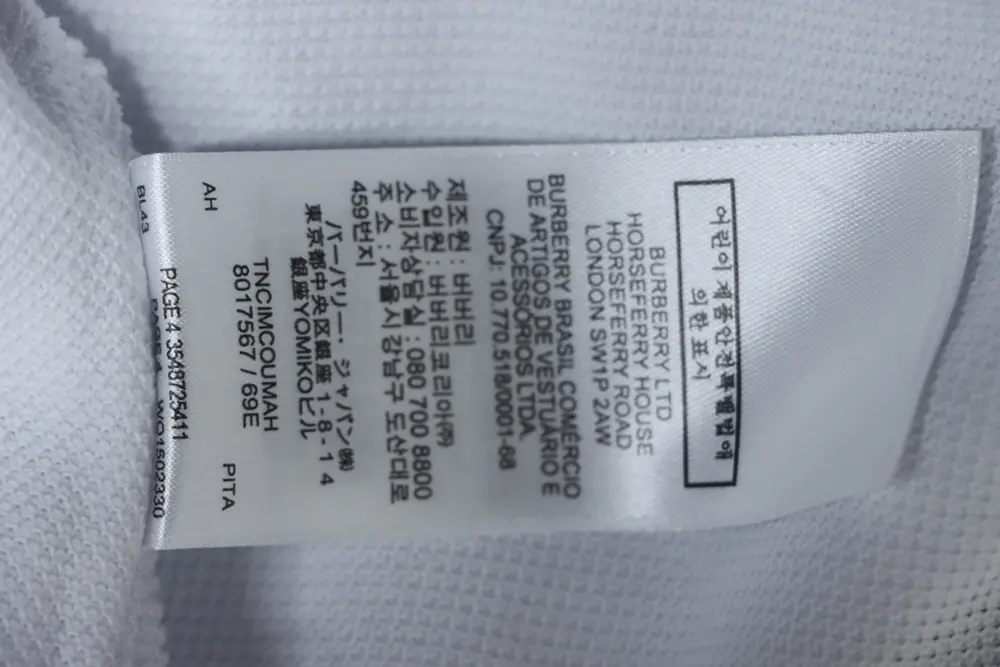 어린이제품안전특별법에
의한 표시
BURBERRY LTD
HORSEFERRY HOUSE
HORSEFERRY ROAD
LONDON SW1P 2AW
BURBERRY BRASIL COMÉRCIO
DE ARTIGOS DE VESTUÁRIO E
ACESSÓRIOS LTDA.
CNPJ: 10.770.518/0001-68
제조원 : 버버리
수입원 : 버버리코리아㈜
소비자상담실 : 080 700 8800
주 소 : 서울시 강남구 도산대로
459번지
バーバリー・ジャパン㈱
東京都中央区銀座 1-8-14
銀座YOMIKOビル
TNCIMCOUMAH
8017567 / 69E
AH PITA
PAGE 4 3548725411
BL43 WO1502330